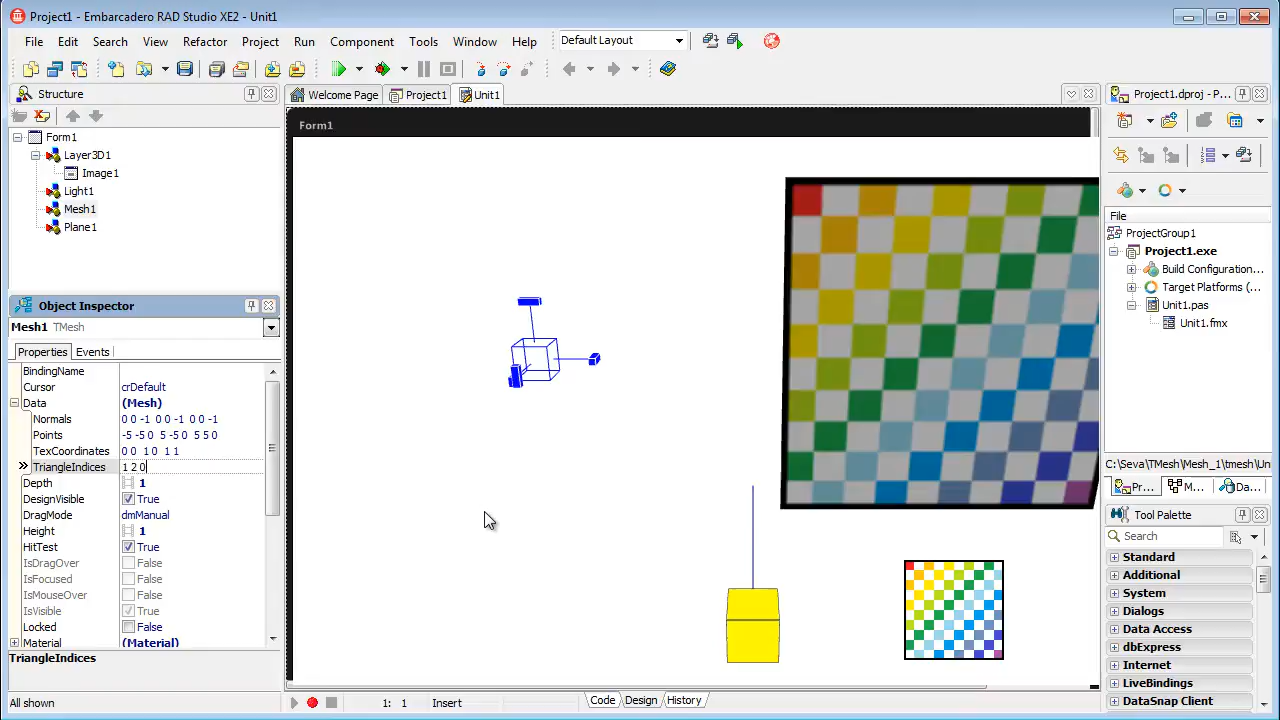 Project1 - Embarcadero RAD Studio XE2 - Unit1
File Edit Search View Refactor Project Run Component Tools Window Help Default Layout
Structure
Form1
Layer3D1
Image1
Light1
Mesh1
Plane1
Object Inspector
Mesh1 TMesh
Properties Events
BindingName
Cursor crDefault
Data (Mesh)
Normals 0 0 -1 0 0 -1 0 0 -1
Points -5 -5 0 5 -5 0 5 5 0
TexCoordinates 0 0 1 0 1 1
TriangleIndices 1 2 0
Depth 1
DesignVisible True
DragMode dmManual
Height 1
HitTest True
IsDragOver False
IsFocused False
IsMouseOver False
IsVisible True
Locked False
Material (Material)
TriangleIndices
All shown
Welcome Page Project1 Unit1
Form1
1: 1 Insert Code Design History
Project1.dproj - P...
File
ProjectGroup1
Project1.exe
Build Configuration...
Target Platforms (...
Unit1.pas
Unit1.fmx
C:\Seva\TMesh\Mesh_1\tmesh\Un
Pr... M... Da...
Tool Palette
Search
Standard
Additional
System
Dialogs
Data Access
dbExpress
Internet
LiveBindings
DataSnap Client